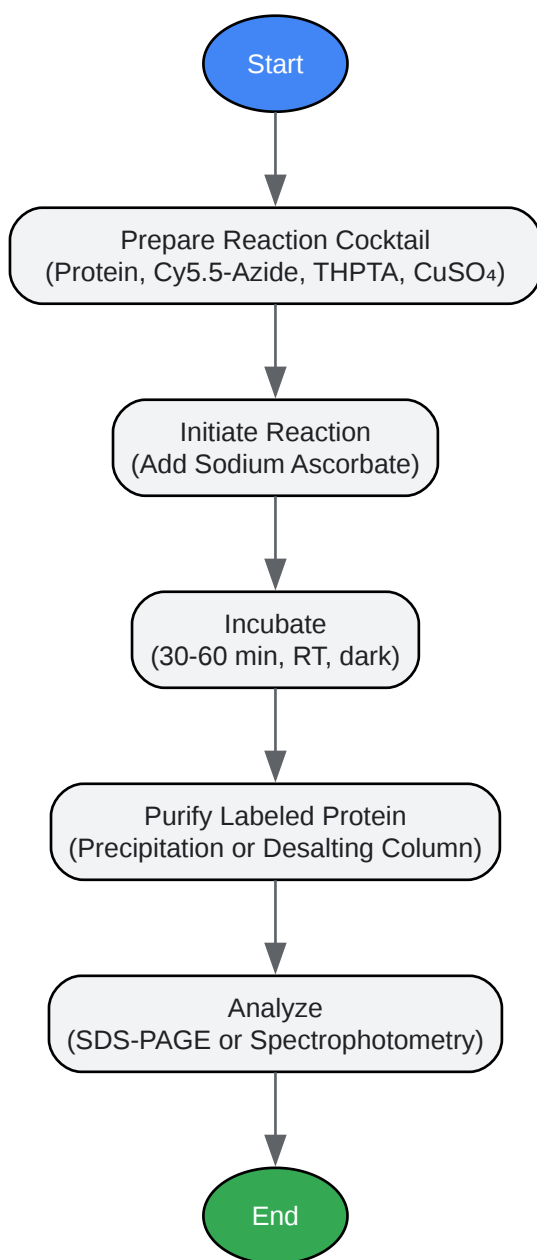 Start
Prepare Reaction Cocktail
(Protein, Cy5.5-Azide, THPTA, CuSO₄)
Initiate Reaction
(Add Sodium Ascorbate)
Incubate
(30-60 min, RT, dark)
Purify Labeled Protein
(Precipitation or Desalting Column)
Analyze
(SDS-PAGE or Spectrophotometry)
End